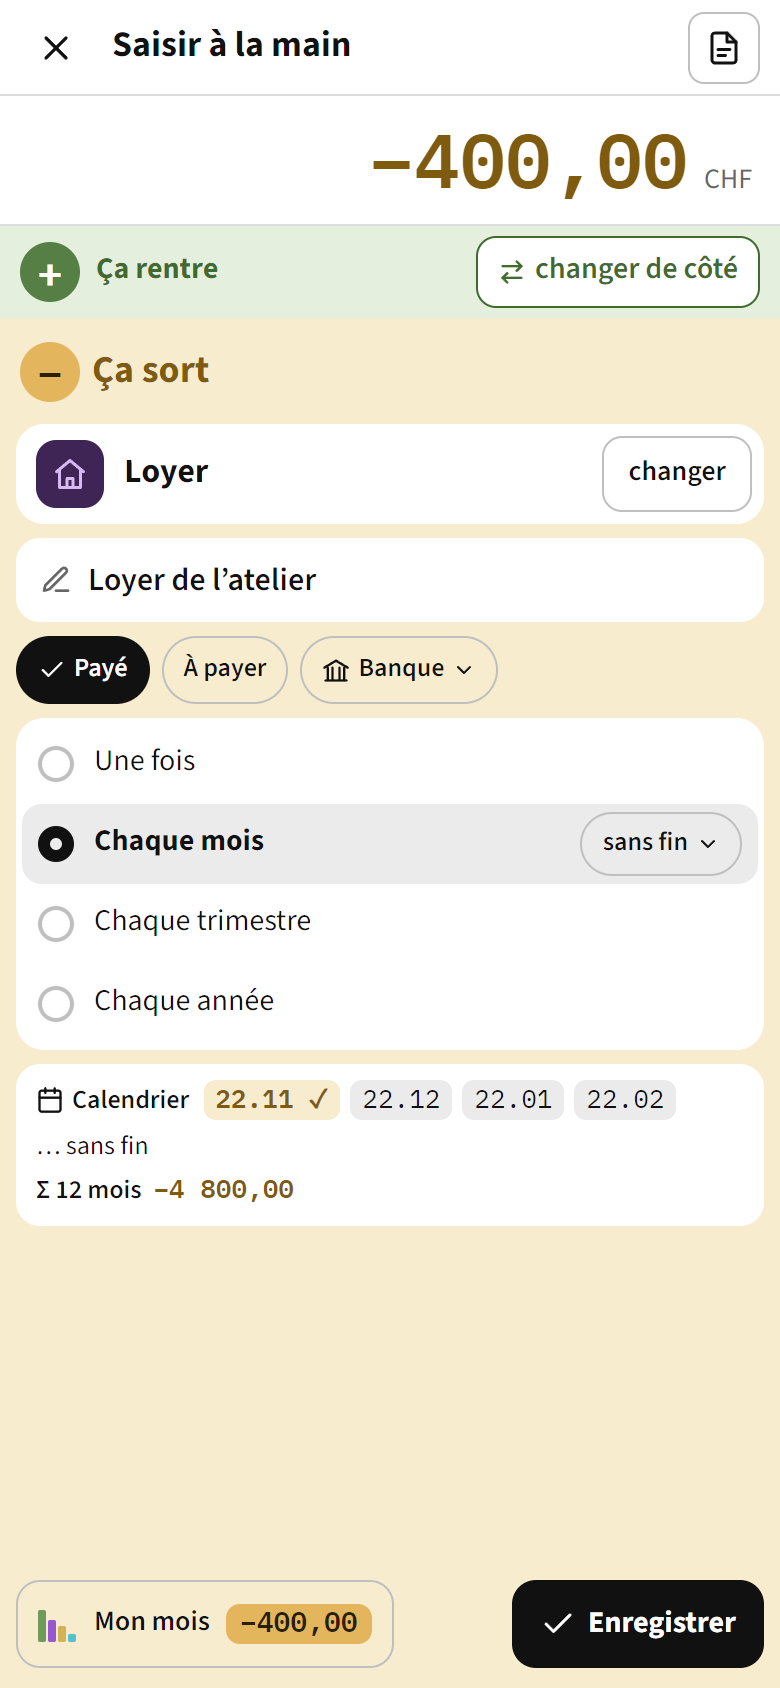 Saisir à la main
−400,00 CHF
+ Ça rentre
changer de côté
− Ça sort
Loyer
changer
Loyer de l’atelier
Payé
À payer
Banque
Une fois
Chaque mois
sans fin
Chaque trimestre
Chaque année
Calendrier 22.11 ✓ 22.12 22.01 22.02
… sans fin
Σ 12 mois −4 800,00
Mon mois −400,00
Enregistrer